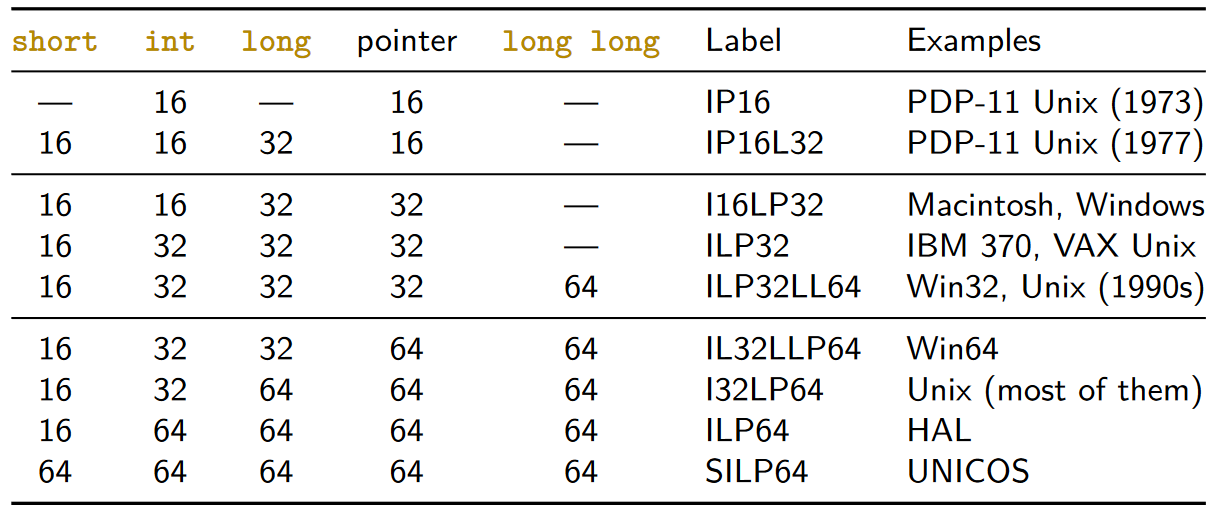 short int long pointer long long Label Examples
— 16 — 16 — IP16 PDP-11 Unix (1973)
16 16 32 16 — IP16L32 PDP-11 Unix (1977)
16 16 32 32 — I16LP32 Macintosh, Windows
16 32 32 32 — ILP32 IBM 370, VAX Unix
16 32 32 32 64 ILP32LL64 Win32, Unix (1990s)
16 32 32 64 64 IL32LLP64 Win64
16 32 64 64 64 I32LP64 Unix (most of them)
16 64 64 64 64 ILP64 HAL
64 64 64 64 64 SILP64 UNICOS